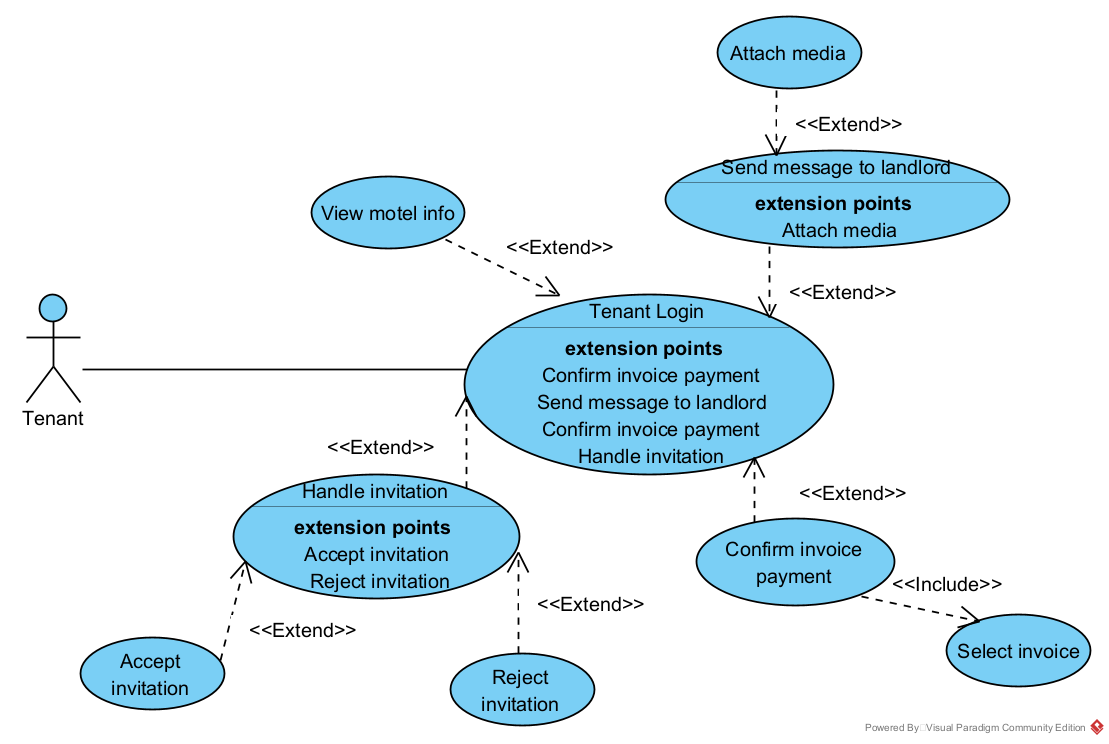 Attach media
<<Extend>>
Send message to landlord
extension points
Attach media
View motel info
<<Extend>>
<<Extend>>
Tenant Login
extension points
Confirm invoice payment
Send message to landlord
Confirm invoice payment
Handle invitation
Tenant
<<Extend>>
Handle invitation
extension points
Accept invitation
Reject invitation
<<Extend>>
Confirm invoice
payment
<<Include>>
Select invoice
<<Extend>>
Accept
invitation
<<Extend>>
Reject
invitation
Powered By Visual Paradigm Community Edition